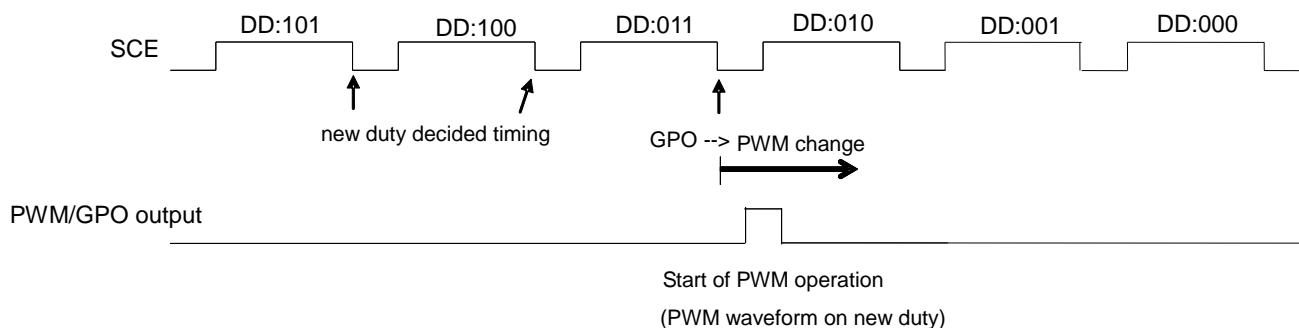 DD:101 DD:100 DD:011 DD:010 DD:001 DD:000
SCE
new duty decided timing
GPO --> PWM change
PWM/GPO output
Start of PWM operation
(PWM waveform on new duty)